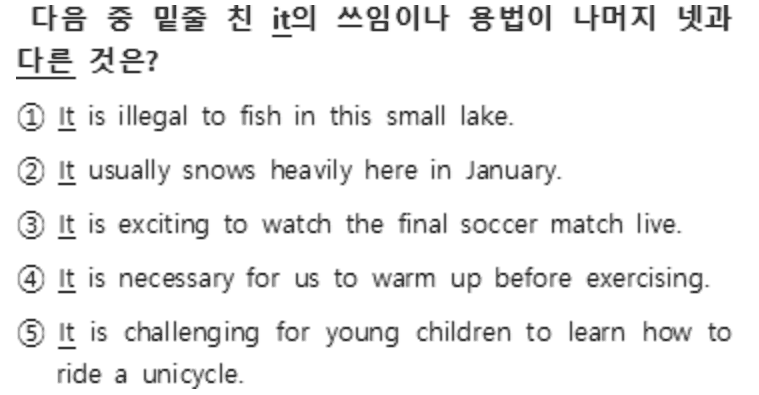 다음 중 밑줄 친 it의 쓰임이나 용법이 나머지 넷과
다른 것은?
① It is illegal to fish in this small lake.
② It usually snows heavily here in January.
③ It is exciting to watch the final soccer match live.
④ It is necessary for us to warm up before exercising.
⑤ It is challenging for young children to learn how to
ride a unicycle.